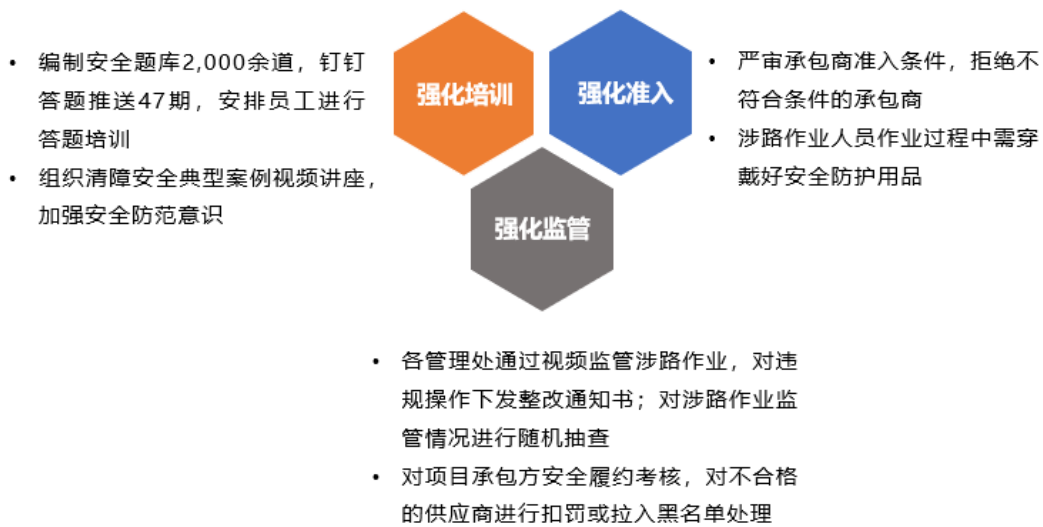 • 编制安全题库2,000余道，钉钉
答题推送47期，安排员工进行
答题培训
• 组织清障安全典型案例视频讲座，
加强安全防范意识
强化培训
强化准入
强化监管
• 严审承包商准入条件，拒绝不
符合条件的承包商
• 涉路作业人员作业过程中需穿
戴好安全防护用品
• 各管理处通过视频监管涉路作业，对违
规操作下发整改通知书；对涉路作业监
管情况进行随机抽查
• 对项目承包方安全履约考核，对不合格
的供应商进行扣罚或拉入黑名单处理